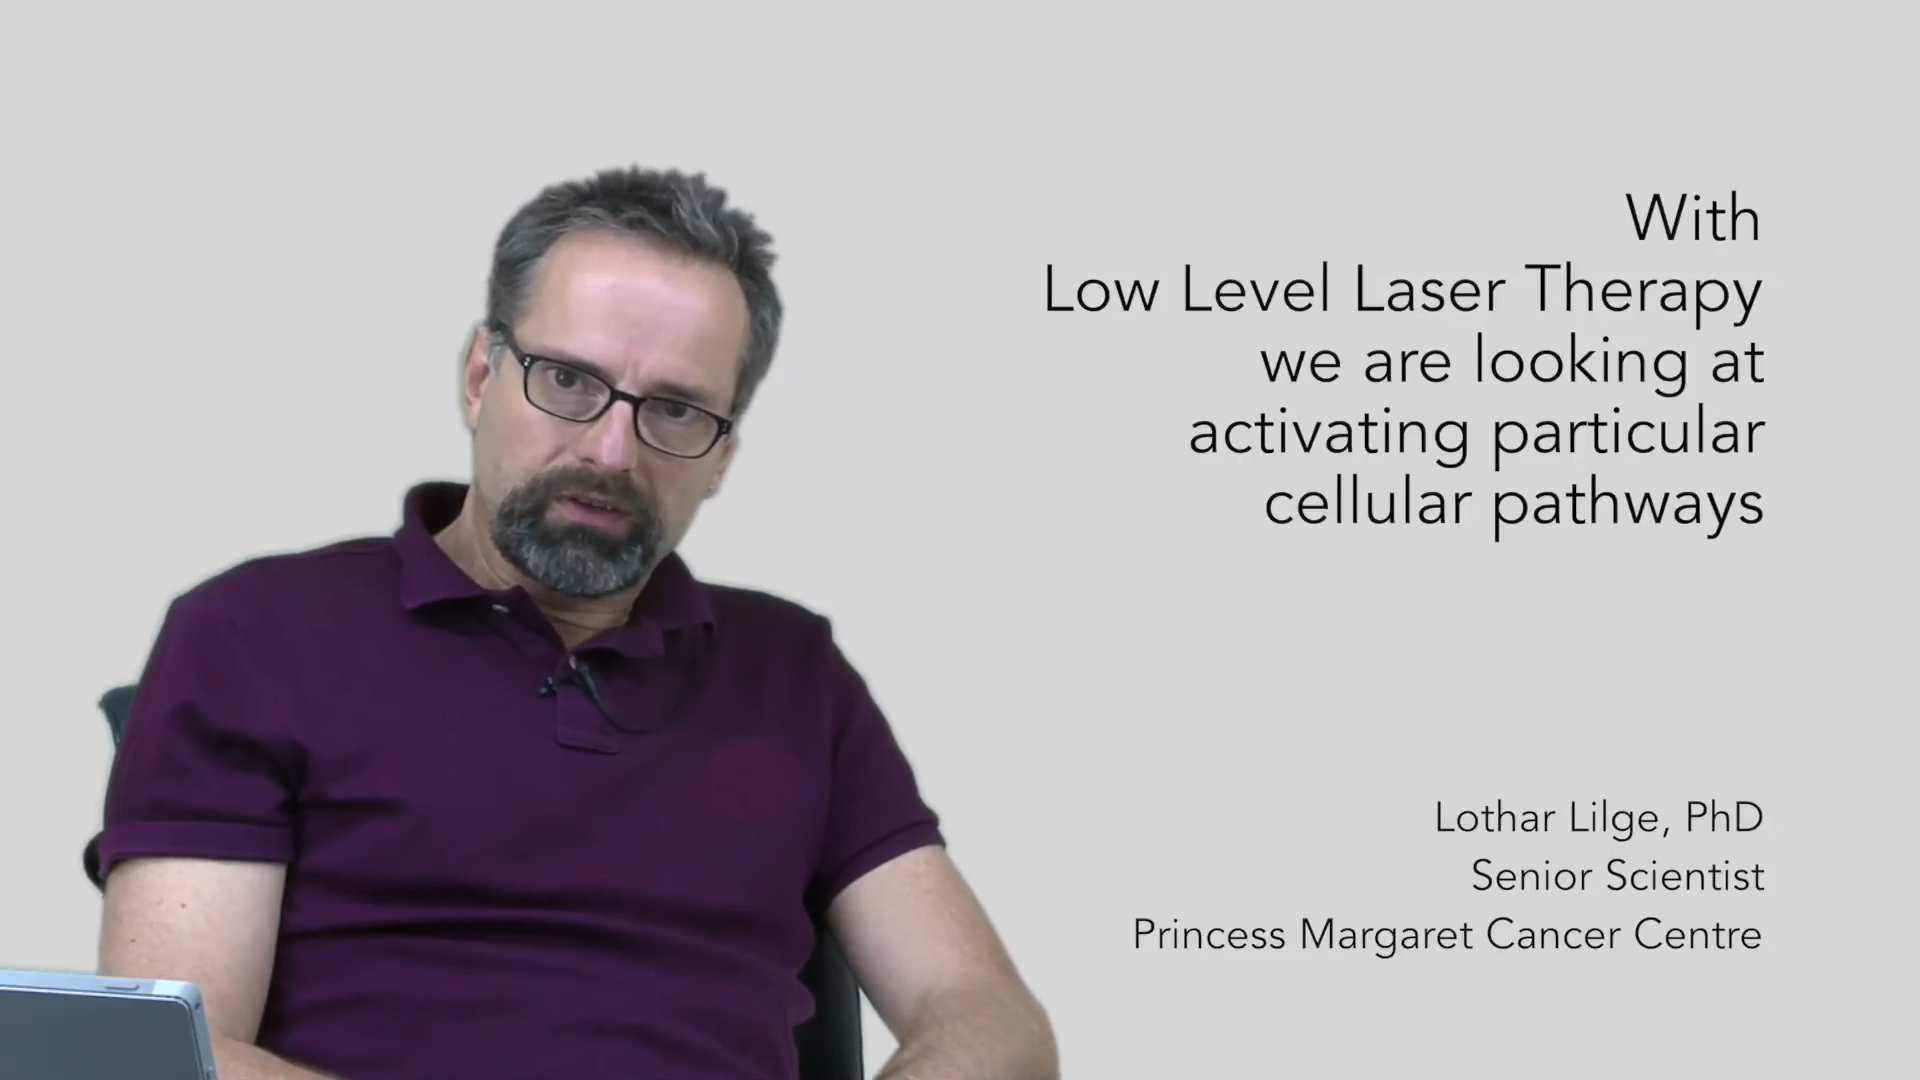 With
Low Level Laser Therapy
we are looking at
activating particular
cellular pathways
Lothar Lilge, PhD
Senior Scientist
Princess Margaret Cancer Centre